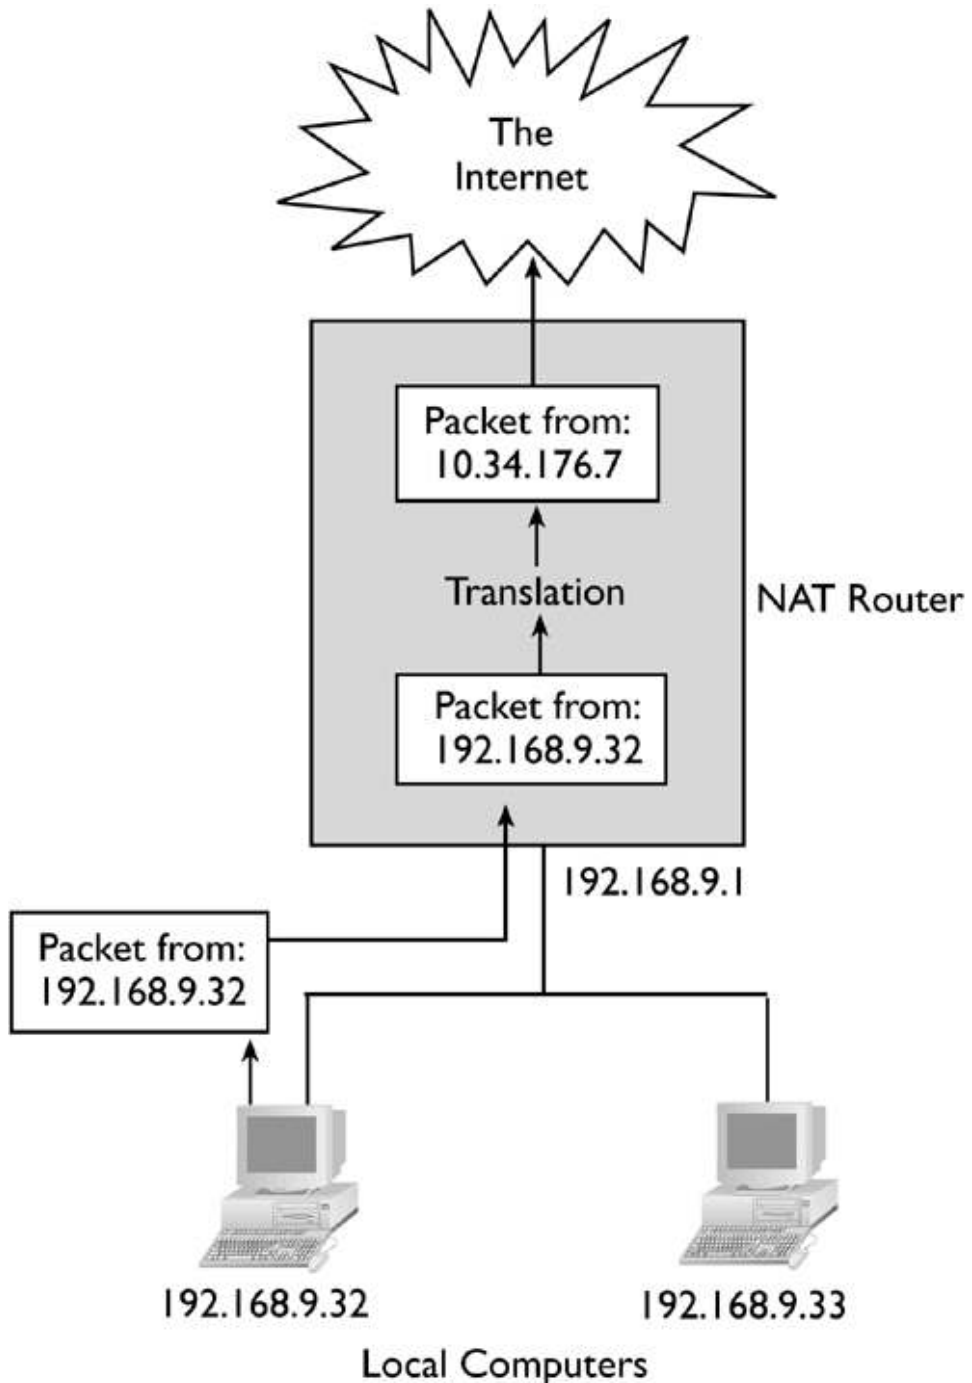 The
Internet
Packet from:
10.34.176.7
Translation
NAT Router
Packet from:
192.168.9.32
192.168.9.1
Packet from:
192.168.9.32
192.168.9.32
192.168.9.33
Local Computers